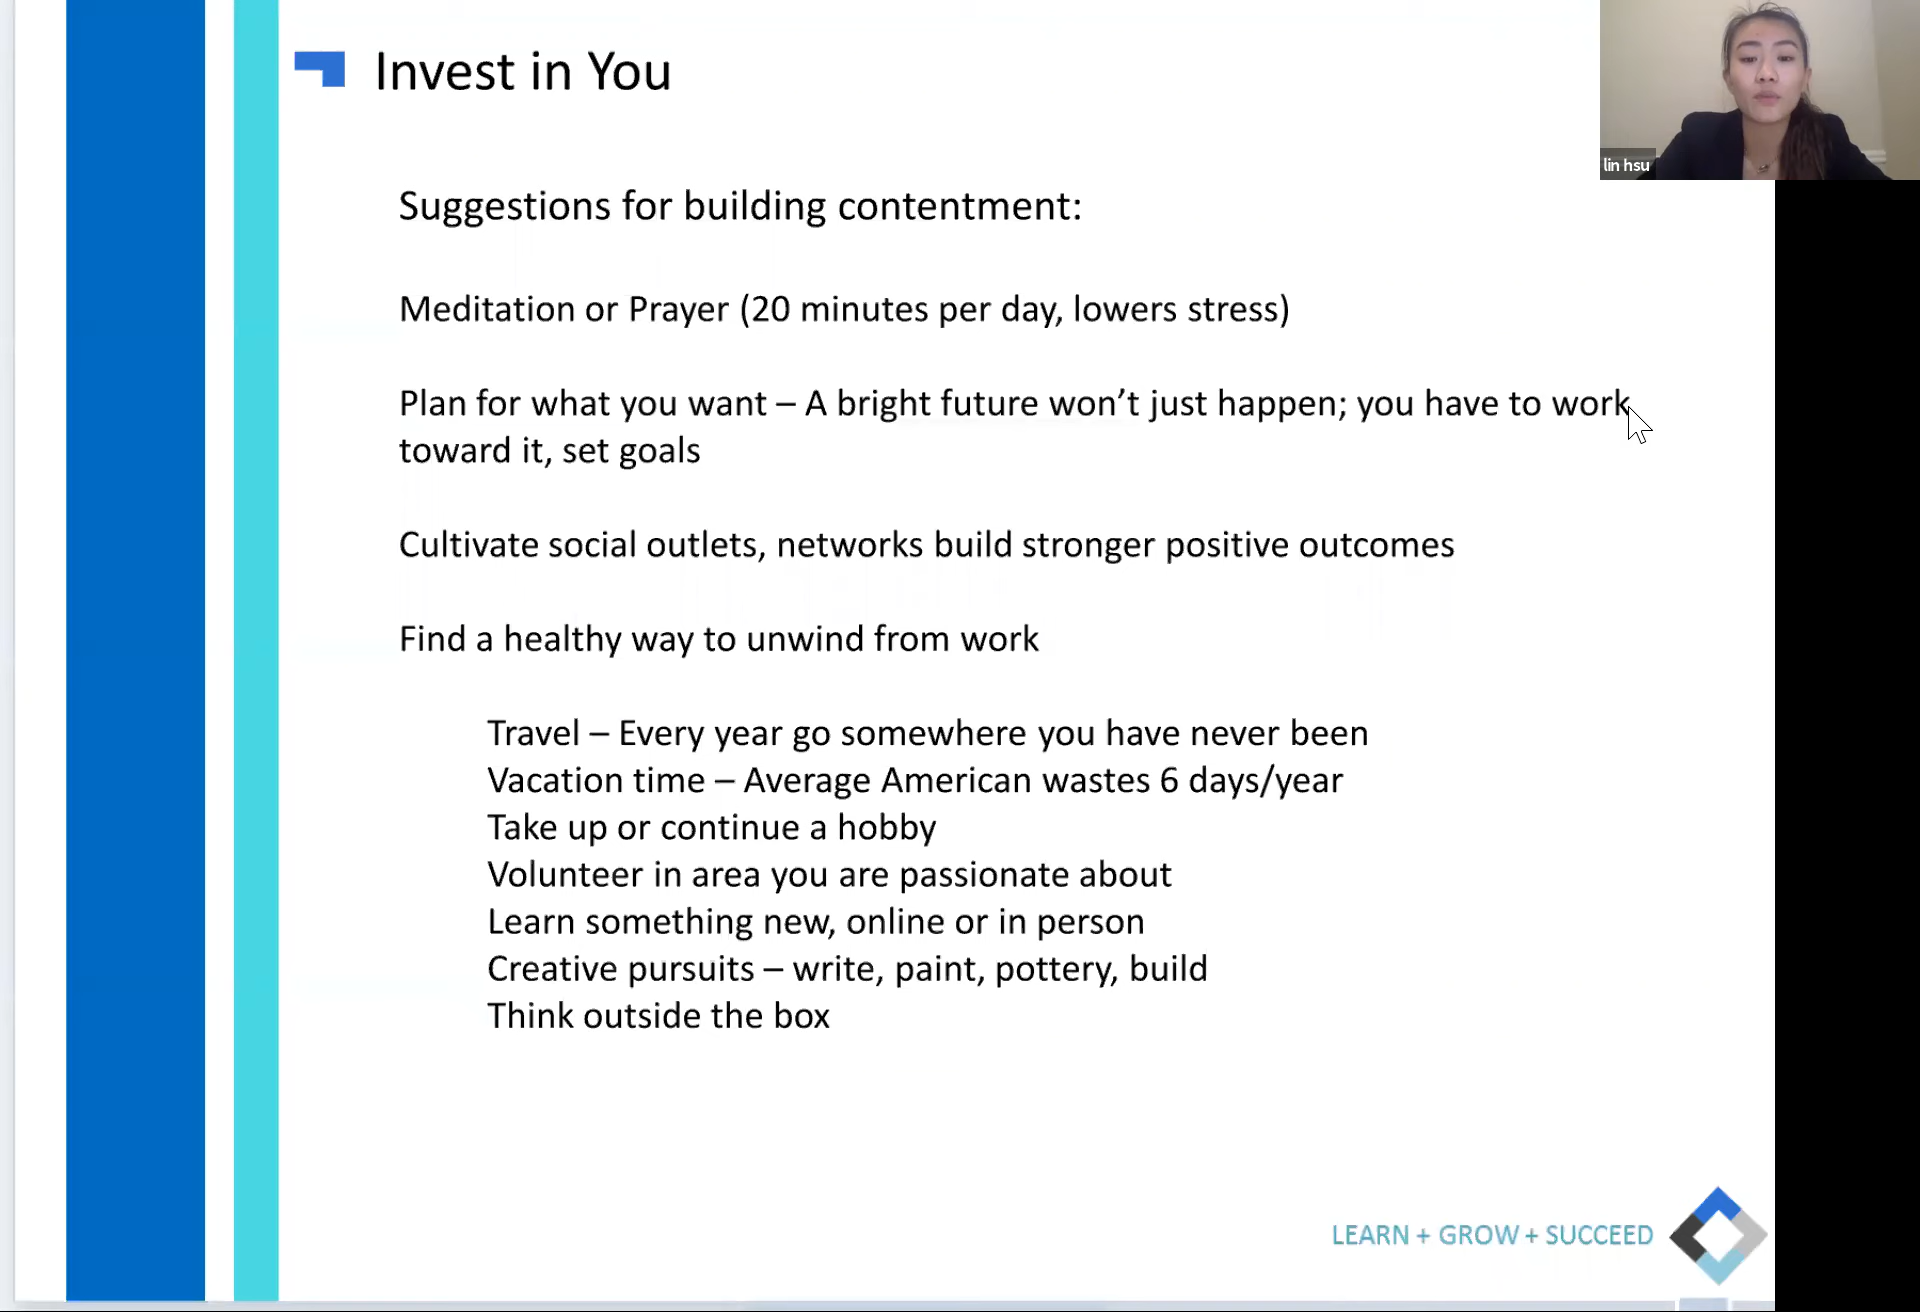 Invest in You
lin hsu
Suggestions for building contentment:
Meditation or Prayer (20 minutes per day, lowers stress)
Plan for what you want – A bright future won’t just happen; you have to work
toward it, set goals
Cultivate social outlets, networks build stronger positive outcomes
Find a healthy way to unwind from work
Travel – Every year go somewhere you have never been
Vacation time – Average American wastes 6 days/year
Take up or continue a hobby
Volunteer in area you are passionate about
Learn something new, online or in person
Creative pursuits – write, paint, pottery, build
Think outside the box
LEARN + GROW + SUCCEED